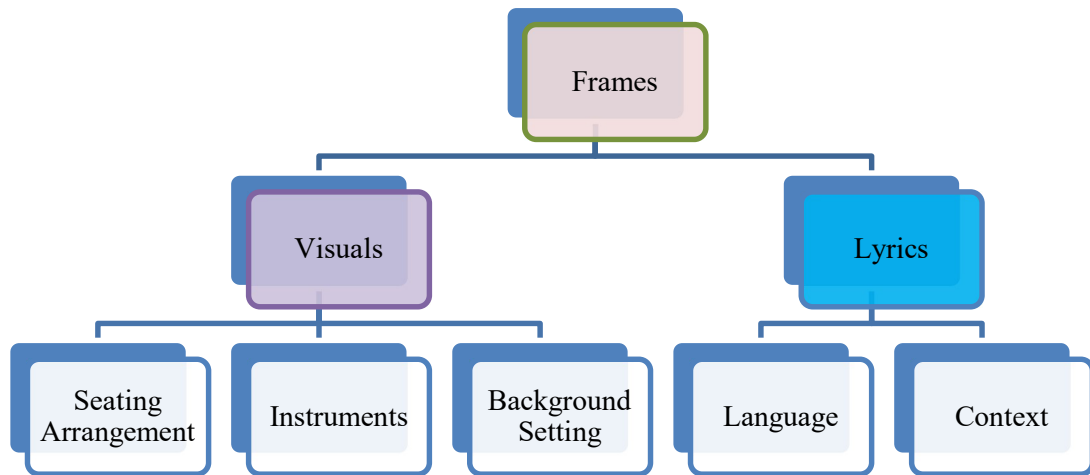 Frames
Visuals
Lyrics
Seating
Arrangement
Instruments
Background
Setting
Language
Context